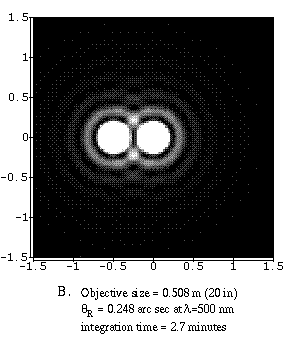 1.5
1
0.5
0
-0.5
-1
-1.5
-1.5 -1 -0.5 0 0.5 1 1.5
B. Objective size = 0.508 m (20 in)
θR = 0.248 arc sec at λ=500 nm
integration time = 2.7 minutes